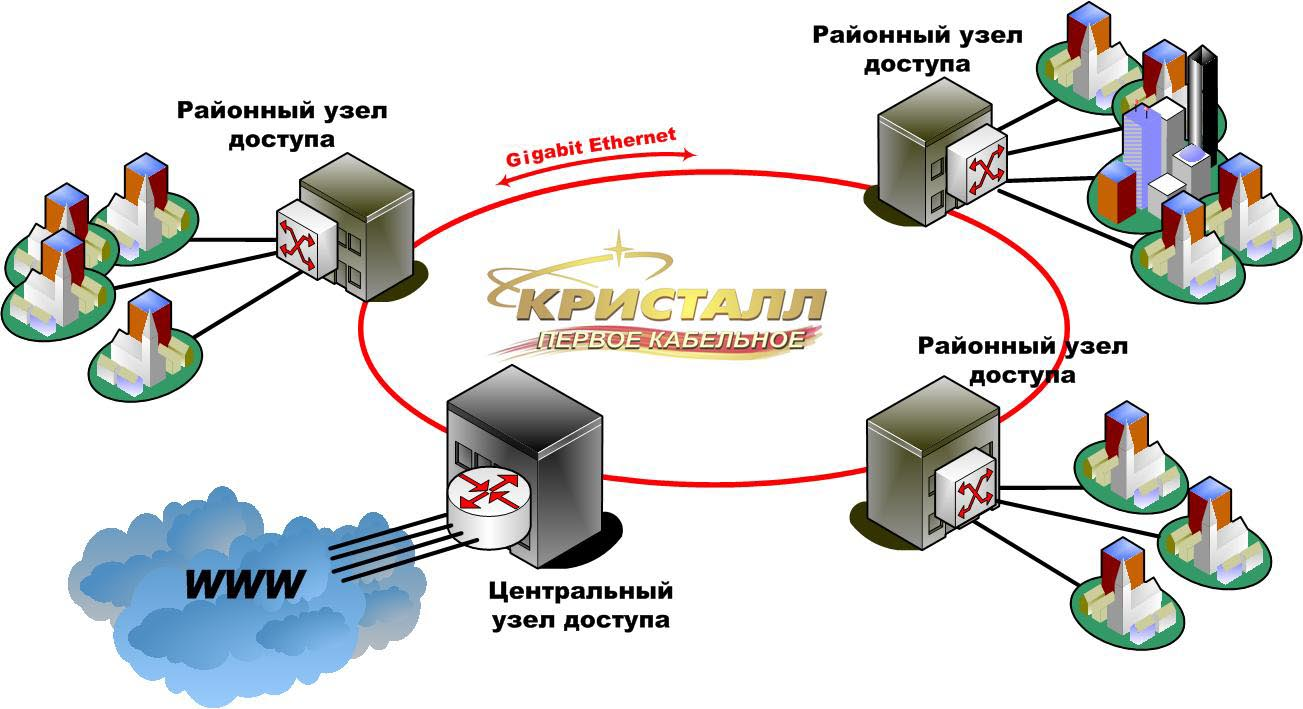 Районный узел
доступа
Районный узел
доступа
Gigabit Ethernet
КРИСТАЛЛ
ПЕРВОЕ КАБЕЛЬНОЕ
Районный узел
доступа
www
Центральный
узел доступа